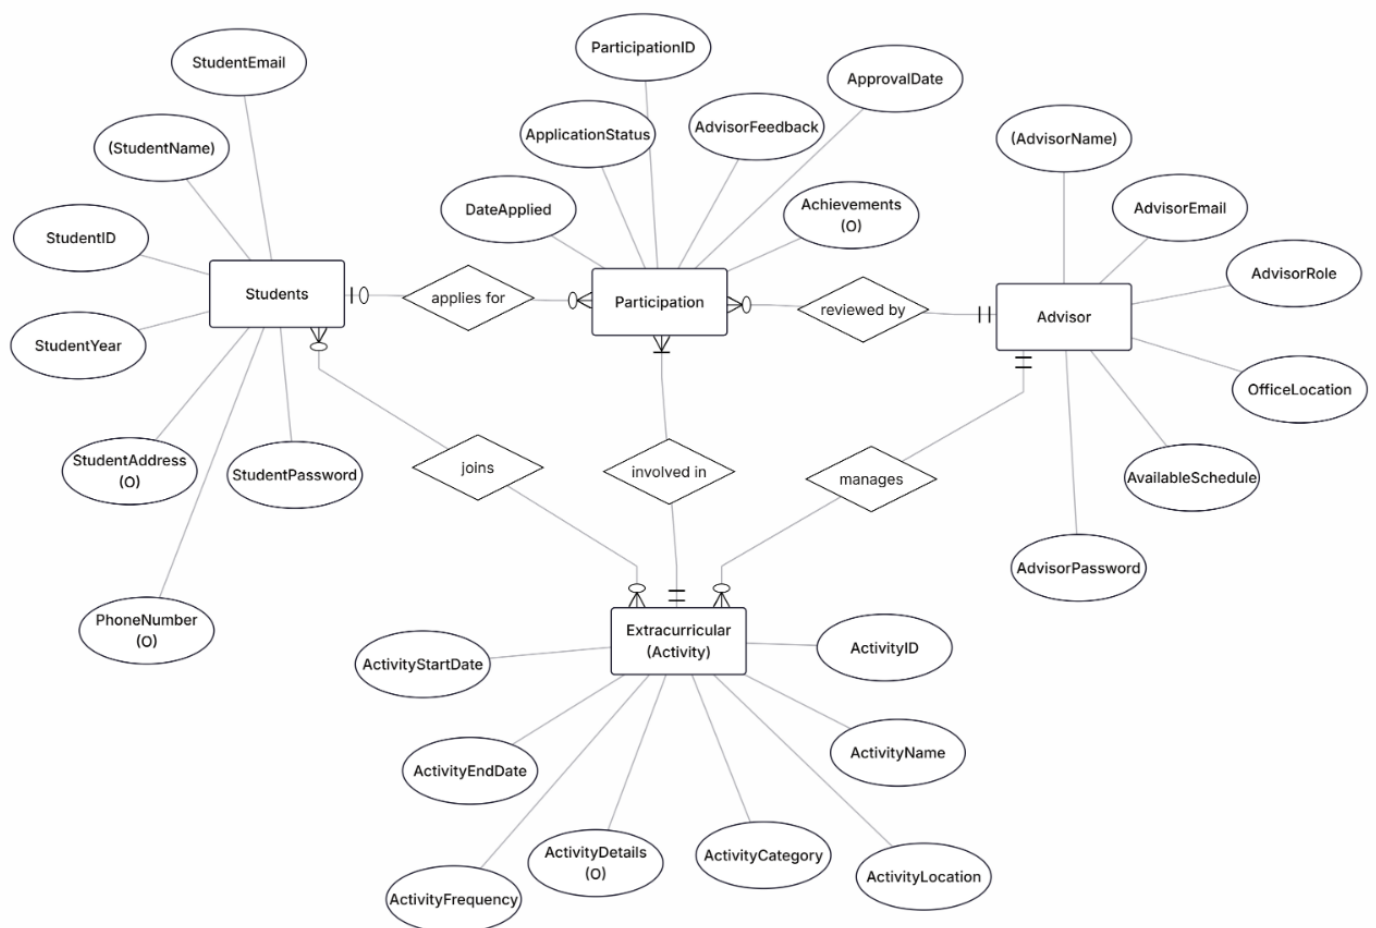 ParticipationID
StudentEmail
ApprovalDate
AdvisorFeedback
ApplicationStatus
(AdvisorName)
(StudentName)
DateApplied
Achievements
(O)
AdvisorEmail
StudentID
AdvisorRole
Students
applies for
Participation
reviewed by
Advisor
StudentYear
OfficeLocation
StudentAddress
(O)
StudentPassword
joins
involved in
manages
AvailableSchedule
AdvisorPassword
PhoneNumber
(O)
Extracurricular
(Activity)
ActivityStartDate
ActivityID
ActivityName
ActivityEndDate
ActivityDetails
(O)
ActivityCategory
ActivityLocation
ActivityFrequency